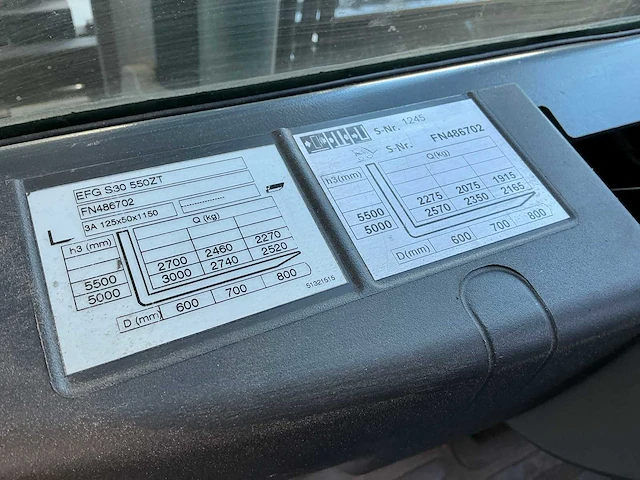 EFG S30 550ZT
FN486702
3A 125x50x1150
h3 (mm) Q (kg)
5500 2700 2460 2270
5000 3000 2740 2520
D (mm) 600 700 800
51321515
S-Nr. 1245
S-Nr. FN486702
h3(mm) Q(kg)
5500 2275 2075 1915
5000 2570 2350 2165
D(mm) 600 700 800